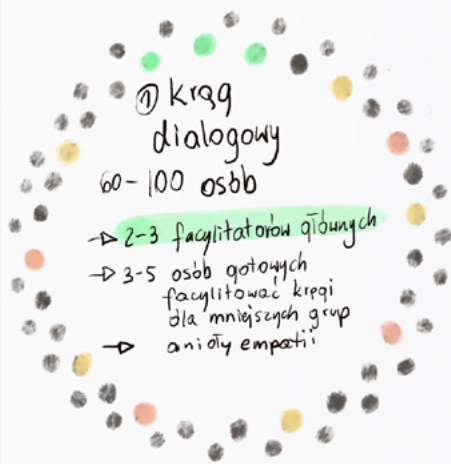 ① krąg
dialogowy
60-100 osób
→ 2-3 facylitatorów głównych
→ 3-5 osób gotowych
facylitować kręgi
dla mniejszych grup
→ anioły empatii